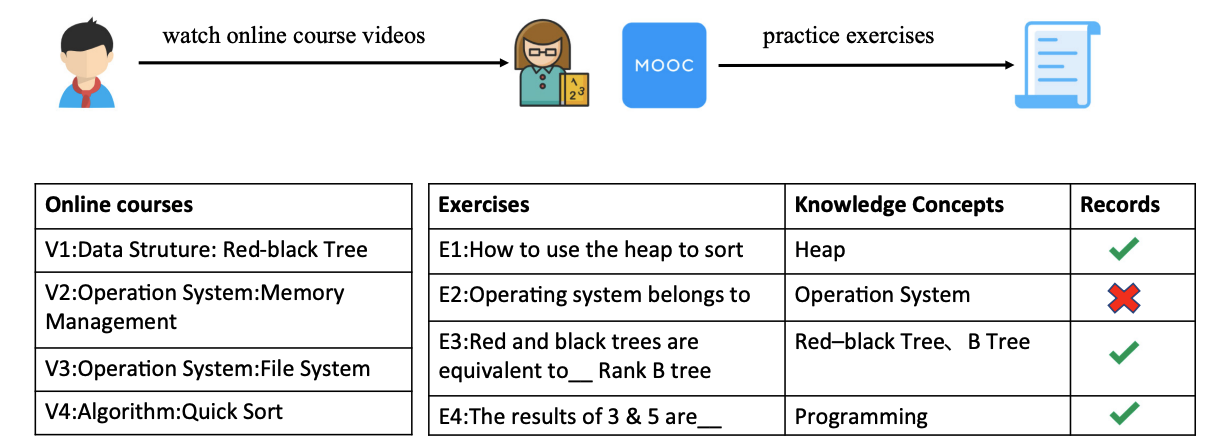 watch online course videos
practice exercises
MOOC
1
2 3
Online courses
V1:Data Struture: Red-black Tree
V2:Operation System:Memory
Management
V3:Operation System:File System
V4:Algorithm:Quick Sort
Exercises Knowledge Concepts Records
E1:How to use the heap to sort Heap
E2:Operating system belongs to Operation System
E3:Red and black trees are Red–black Tree、 B Tree
equivalent to__ Rank B tree
E4:The results of 3 & 5 are__ Programming